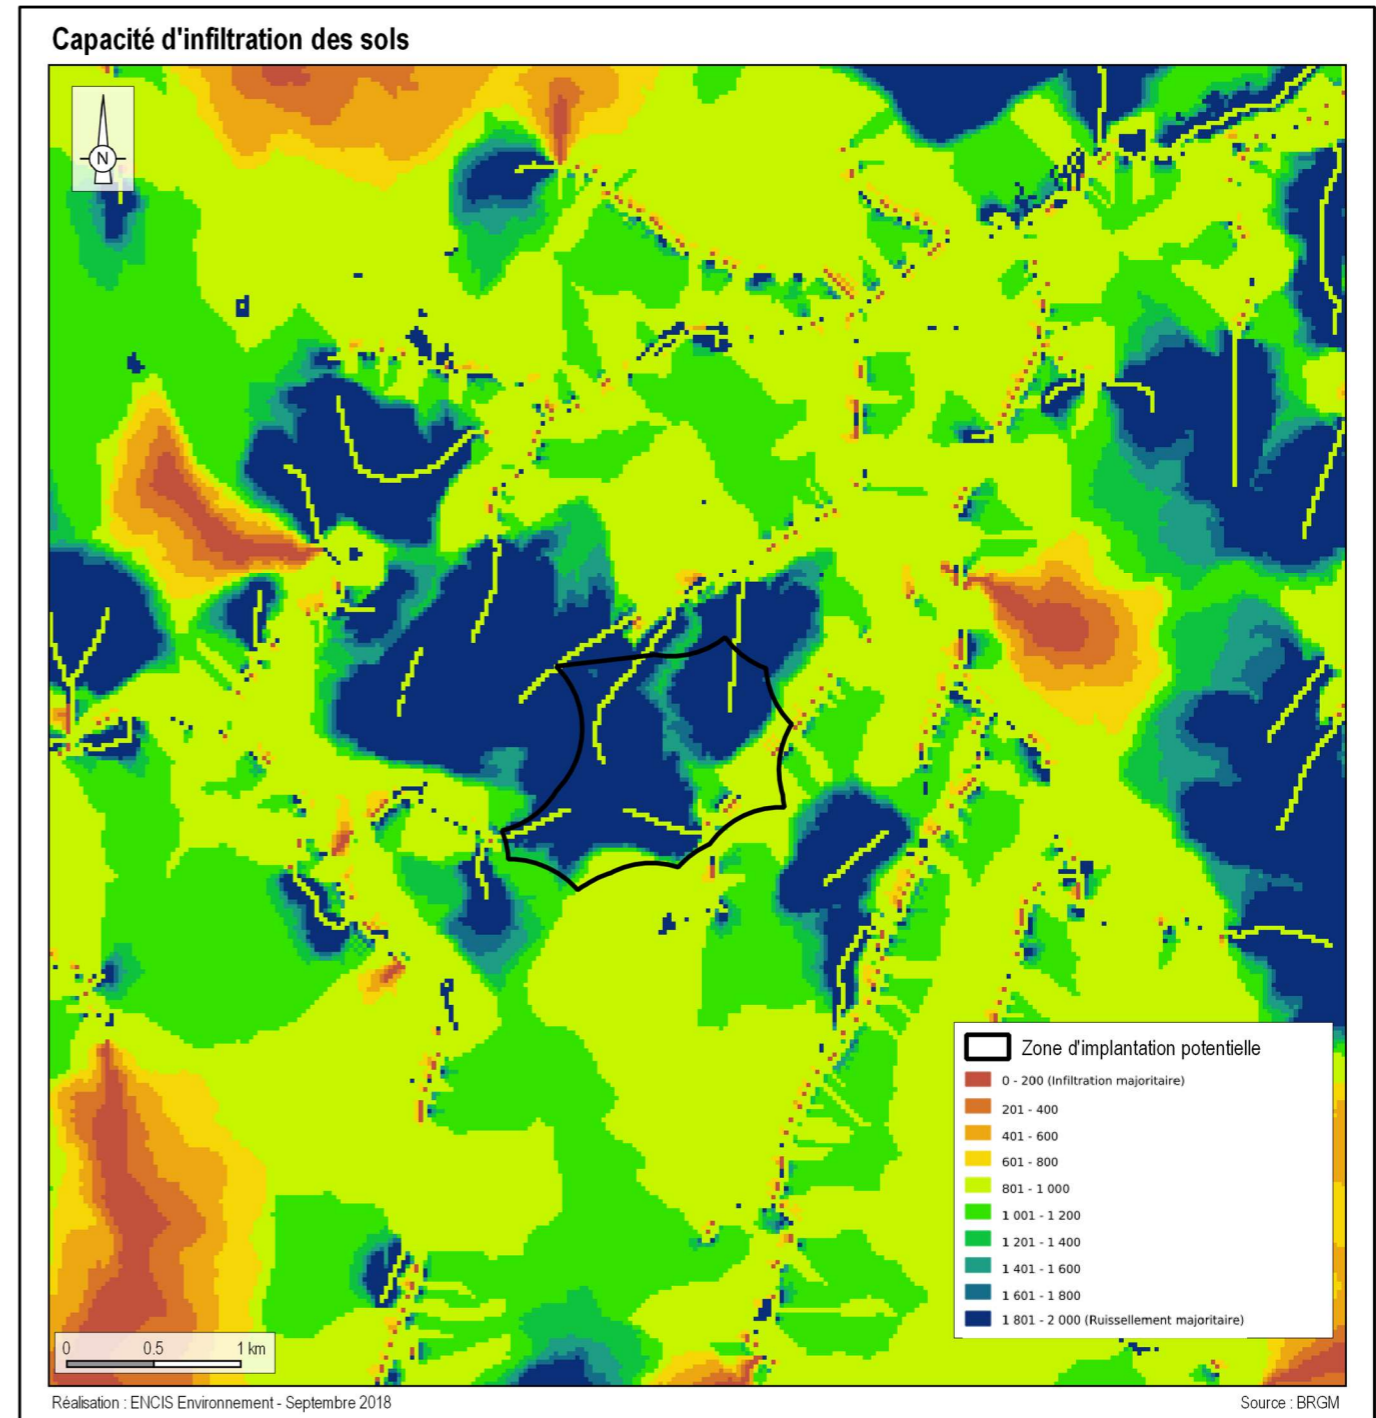 Capacité d'infiltration des sols
N
Zone d'implantation potentielle
0 - 200 (Infiltration majoritaire)
201 - 400
401 - 600
601 - 800
801 - 1 000
1 001 - 1 200
1 201 - 1 400
1 401 - 1 600
1 601 - 1 800
1 801 - 2 000 (Ruissellement majoritaire)
0 0.5 1 km
Réalisation : ENCIS Environnement - Septembre 2018
Source : BRGM